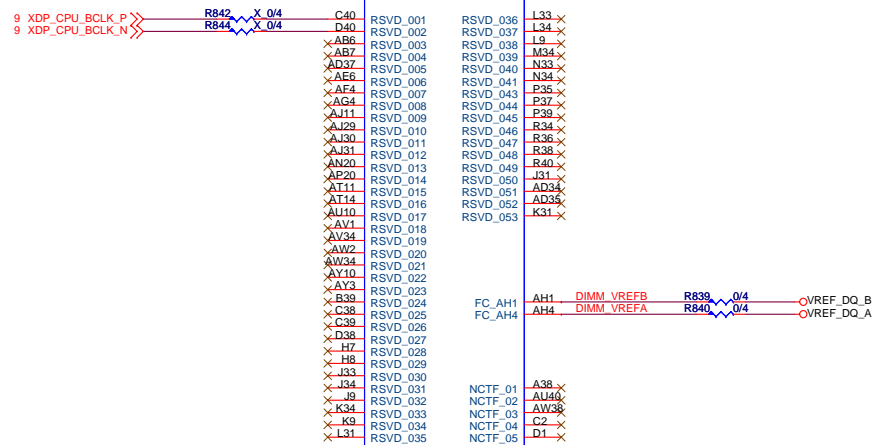 9 XDP_CPU_BCLK_P R842 X_0/4 C40 RSVD_001
9 XDP_CPU_BCLK_N R844 X_0/4 D40 RSVD_002
AB6 RSVD_003
AB7 RSVD_004
AD37 RSVD_005
AE6 RSVD_006
AF4 RSVD_007
AG4 RSVD_008
AJ11 RSVD_009
AJ29 RSVD_010
AJ30 RSVD_011
AJ31 RSVD_012
AN20 RSVD_013
AP20 RSVD_014
AT11 RSVD_015
AT14 RSVD_016
AU10 RSVD_017
AV1 RSVD_018
AV34 RSVD_019
AW2 RSVD_020
AW34 RSVD_021
AY10 RSVD_022
AY3 RSVD_023
B39 RSVD_024
C38 RSVD_025
C39 RSVD_026
D38 RSVD_027
H7 RSVD_028
H8 RSVD_029
J33 RSVD_030
J34 RSVD_031
J9 RSVD_032
K34 RSVD_033
K9 RSVD_034
L31 RSVD_035
RSVD_036 L33
RSVD_037 L34
RSVD_038 L9
RSVD_039 M34
RSVD_040 N33
RSVD_041 N34
RSVD_043 P35
RSVD_044 P37
RSVD_045 P39
RSVD_046 R34
RSVD_047 R36
RSVD_048 R38
RSVD_049 R40
RSVD_050 J31
RSVD_051 AD34
RSVD_052 AD35
RSVD_053 K31
FC_AH1 AH1 DIMM_VREFB R839 0/4 VREF_DQ_B
FC_AH4 AH4 DIMM_VREFA R840 0/4 VREF_DQ_A
NCTF_01 A38
NCTF_02 AU40
NCTF_03 AW38
NCTF_04 C2
NCTF_05 D1